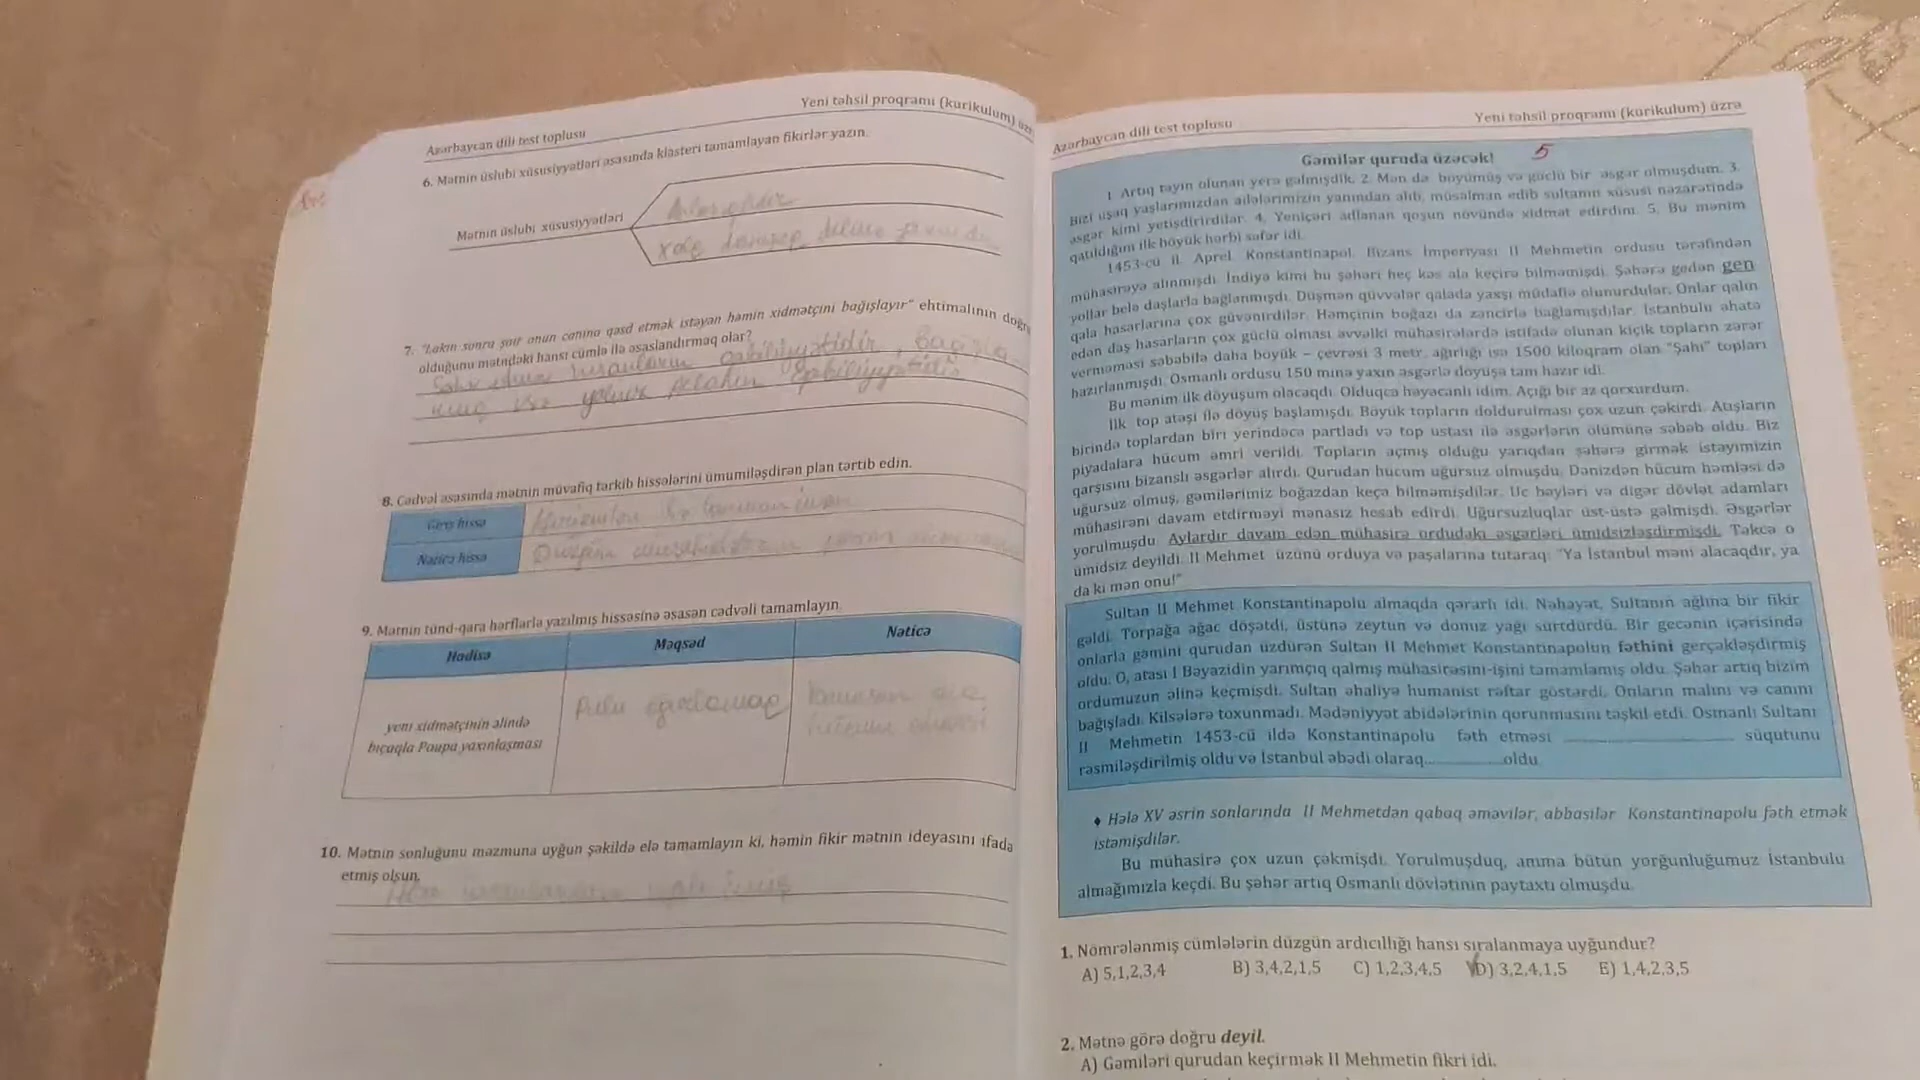 Azərbaycan dili test toplusu
Yeni təhsil proqramı (kurikulum)
6. Mətnin üslubi xüsusiyyətləri əsasında klasteri tamamlayan fikirlər yazın.
Mətnin üslubi xüsusiyyətləri
7. "Lakin sonra şair onun canına qəsd etmək istəyən həmin xidmətçini bağışlayır" ehtimalının
olduğunu mətndəki hansı cümlə ilə əsaslandırmaq olar?
8. Cədvəl əsasında mətnin müvafiq tərkib hissələrini ümumiləşdirən plan tərtib edin.
Giriş hissə
Nəticə hissə
9. Mətnin tünd-qara hərflərlə yazılmış hissəsinə əsasən cədvəli tamamlayın.
Hadisə Məqsəd Nəticə
yeni xidmətçinin əlində
bıçaqla Poupa yaxınlaşması
10. Mətnin sonluğunu məzmuna uyğun şəkildə elə tamamlayın ki, həmin fikir mətnin ideyasını ifadə
etmiş olsun.
Azərbaycan dili test toplusu
Yeni təhsil proqramı (kurikulum) üzrə
Gəmilər quruda üzəcək! 5
1. Artıq təyin olunan yerə gəlmişdik. 2. Mən də böyümüş və güclü bir əsgər olmuşdum. 3.
Bizi uşaq yaşlarımızdan ailələrimizin yanından alıb, müsəlman edib sultanın xüsusi nəzarətində
əsgər kimi yetişdirirdilər. 4. Yeniçəri adlanan qoşun növündə xidmət edirdim. 5. Bu mənim
qatıldığım ilk böyük hərbi səfər idi.
1453-cü il. Aprel. Konstantinapol. Bizans İmperiyası II Mehmetin ordusu tərəfindən
mühasirəyə alınmışdı. İndiyə kimi bu şəhəri heç kəs ələ keçirə bilməmişdi. Şəhərə gedən gen
yollar belə daşlarla bağlanmışdı. Düşmən qüvvələr qalada yaxşı müdafiə olunurdular. Onlar qalın
qala hasarlarına çox güvənirdilər. Həmçinin boğazı da zəncirlə bağlamışdılar. İstanbulu əhatə
edən daş hasarların çox güclü olması əvvəlki mühasirələrdə istifadə olunan kiçik topların zərər
verməməsi səbəbilə daha böyük – çevrəsi 3 metr, ağırlığı isə 1500 kiloqram olan "Şahi" topları
hazırlanmışdı. Osmanlı ordusu 150 minə yaxın əsgərlə döyüşə tam hazır idi.
Bu mənim ilk döyüşüm olacaqdı. Olduqca həyəcanlı idim. Açığı bir az qorxurdum.
İlk top atəşi ilə döyüş başlamışdı. Böyük topların doldurulması çox uzun çəkirdi. Atışların
birində toplardan biri yerindəcə partladı və top ustası ilə əsgərlərin ölümünə səbəb oldu. Biz
piyadalara hücum əmri verildi. Topların açmış olduğu yarıqdan şəhərə girmək istəyimizin
qarşısını bizanslı əsgərlər alırdı. Qurudan hücum uğursuz olmuşdu. Dənizdən hücum həmləsi də
uğursuz olmuş, gəmilərimiz boğazdan keçə bilməmişdilər. Uc bəyləri və digər dövlət adamları
mühasirəni davam etdirməyi mənasız hesab edirdi. Uğursuzluqlar üst-üstə gəlmişdi. Əsgərlər
yorulmuşdu. Aylardır davam edən mühasirə ordudakı əsgərləri ümidsizləşdirmişdi. Təkcə o
ümidsiz deyildi. II Mehmet üzünü orduya və paşalarına tutaraq: "Ya İstanbul məni alacaqdır, ya
da ki mən onu!"
Sultan II Mehmet Konstantinapolu almaqda qərarlı idi. Nəhayət, Sultanın ağlına bir fikir
gəldi. Torpağa ağac döşətdi, üstünə zeytun və donuz yağı sürtdürdü. Bir gecənin içərisində
onlarla gəmini qurudan üzdürən Sultan II Mehmet Konstantinapolun fəthini gerçəkləşdirmiş
oldu. O, atası I Bəyazidin yarımçıq qalmış mühasirəsini-işini tamamlamış oldu. Şəhər artıq bizim
ordumuzun əlinə keçmişdi. Sultan əhaliyə humanist rəftar göstərdi. Onların malını və canını
bağışladı. Kilsələrə toxunmadı. Mədəniyyət abidələrinin qorunmasını təşkil etdi. Osmanlı Sultanı
II Mehmetin 1453-cü ildə Konstantinapolu fəth etməsi ______ süqutunu
rəsmiləşdirilmiş oldu və İstanbul əbədi olaraq______oldu.
♦ Hələ XV əsrin sonlarında II Mehmetdən qabaq əməvilər, abbasilər Konstantinapolu fəth etmək
istəmişdilər.
Bu mühasirə çox uzun çəkmişdi. Yorulmuşduq, amma bütün yorğunluğumuz İstanbulu
almağımızla keçdi. Bu şəhər artıq Osmanlı dövlətinin paytaxtı olmuşdu.
1. Nömrələnmiş cümlələrin düzgün ardıcıllığı hansı sıralanmaya uyğundur?
A) 5,1,2,3,4 B) 3,4,2,1,5 C) 1,2,3,4,5 D) 3,2,4,1,5 E) 1,4,2,3,5
2. Mətnə görə doğru deyil.
A) Gəmiləri qurudan keçirmək II Mehmetin fikri idi.